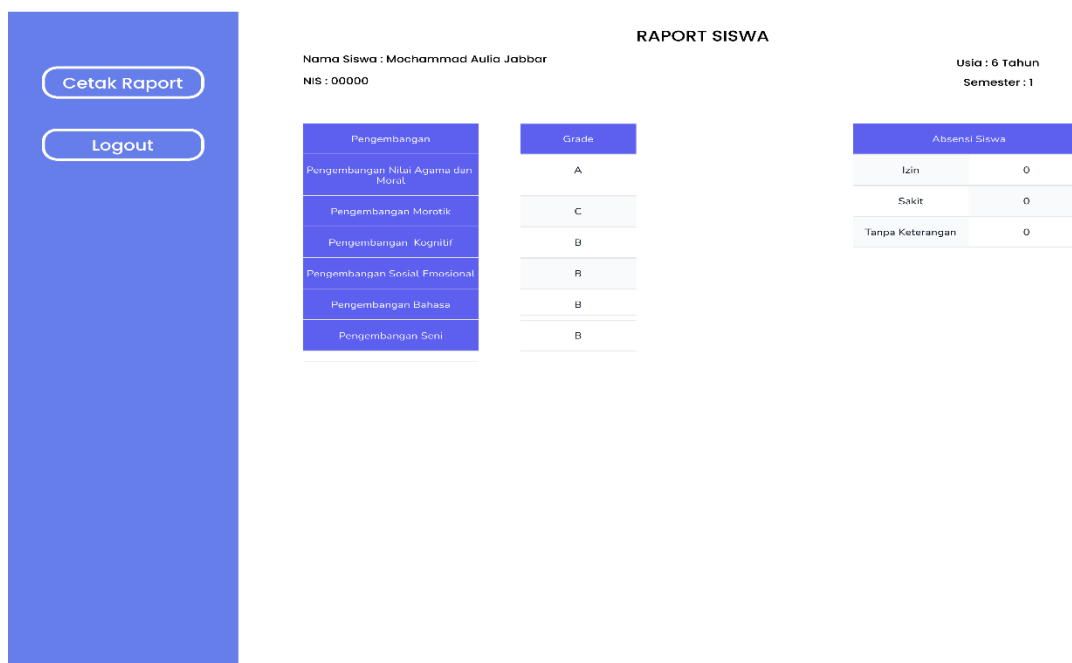 Cetak Raport
Logout
RAPORT SISWA
Nama Siswa : Mochammad Aulia Jabbar
NIS : 00000
Usia : 6 Tahun
Semester : 1
Pengembangan Grade
Pengembangan Nilai Agama dan
Moral A
Pengembangan Morotik C
Pengembangan Kognitif B
Pengembangan Sosial Emosional B
Pengembangan Bahasa B
Pengembangan Seni B
Absensi Siswa
Izin 0
Sakit 0
Tanpa Keterangan 0